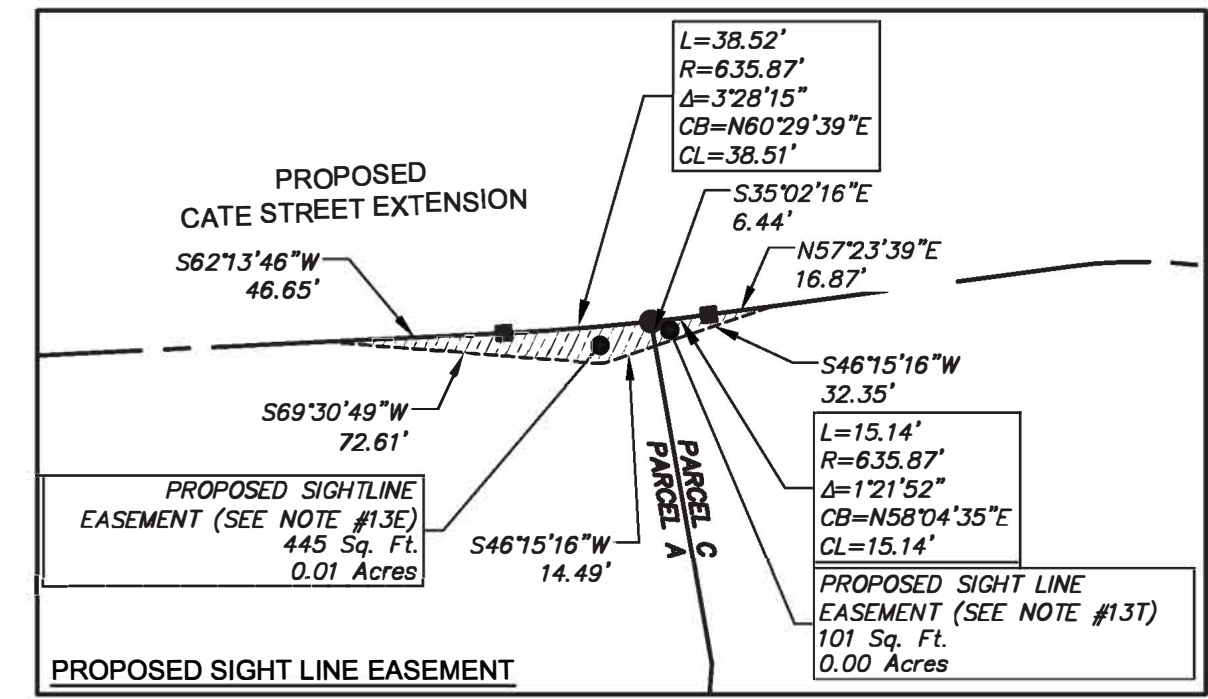 L=38.52'
R=635.87'
Δ=3°28'15"
CB=N60°29'39"E
CL=38.51'
PROPOSED
CATE STREET EXTENSION
S35°02'16"E
6.44'
S62°13'46"W
46.65'
N57°23'39"E
16.87'
S46°15'16"W
32.35'
S69°30'49"W
72.61'
L=15.14'
R=635.87'
Δ=1°21'52"
CB=N58°04'35"E
CL=15.14'
PARCEL C
PARCEL A
PROPOSED SIGHTLINE
EASEMENT (SEE NOTE #13E)
445 Sq. Ft.
0.01 Acres
S46°15'16"W
14.49'
PROPOSED SIGHT LINE
EASEMENT (SEE NOTE #13T)
101 Sq. Ft.
0.00 Acres
PROPOSED SIGHT LINE EASEMENT